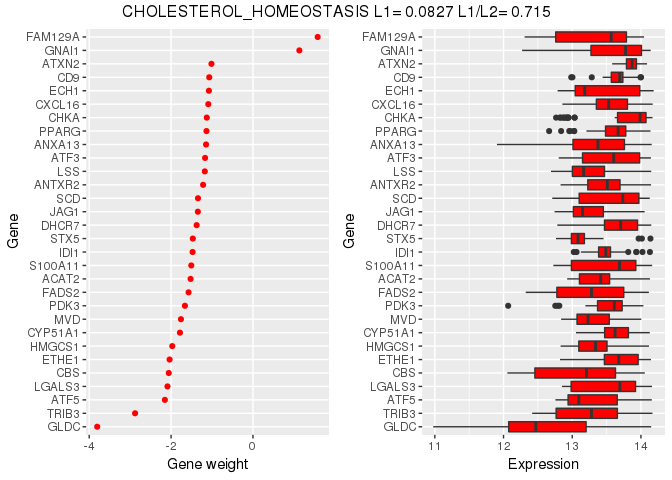 CHOLESTEROL_HOMEOSTASIS L1= 0.0827 L1/L2= 0.715
Gene
FAM129A
GNAI1
ATXN2
CD9
ECH1
CXCL16
CHKA
PPARG
ANXA13
ATF3
LSS
ANTXR2
SCD
JAG1
DHCR7
STX5
IDI1
S100A11
ACAT2
FADS2
PDK3
MVD
CYP51A1
HMGCS1
ETHE1
CBS
LGALS3
ATF5
TRIB3
GLDC
-4 -2 0
Gene weight
Gene
FAM129A
GNAI1
ATXN2
CD9
ECH1
CXCL16
CHKA
PPARG
ANXA13
ATF3
LSS
ANTXR2
SCD
JAG1
DHCR7
STX5
IDI1
S100A11
ACAT2
FADS2
PDK3
MVD
CYP51A1
HMGCS1
ETHE1
CBS
LGALS3
ATF5
TRIB3
GLDC
11 12 13 14
Expression